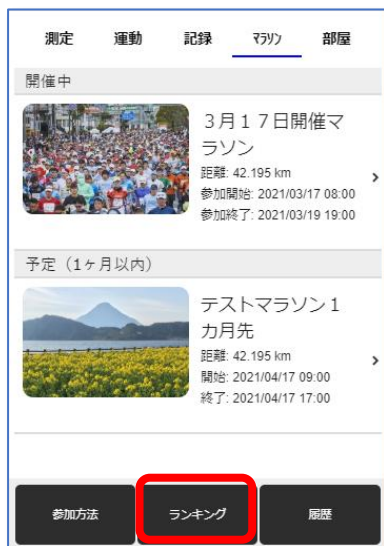 測定 運動 記録 ﾏﾗｿﾝ 部屋
開催中
３月１７日開催マ
ラソン
距離: 42.195 km
参加開始: 2021/03/17 08:00
参加終了: 2021/03/19 19:00
予定（1ヶ月以内）
テストマラソン１
カ月先
距離: 42.195 km
開始: 2021/04/17 09:00
終了: 2021/04/17 17:00
参加方法 ランキング 履歴